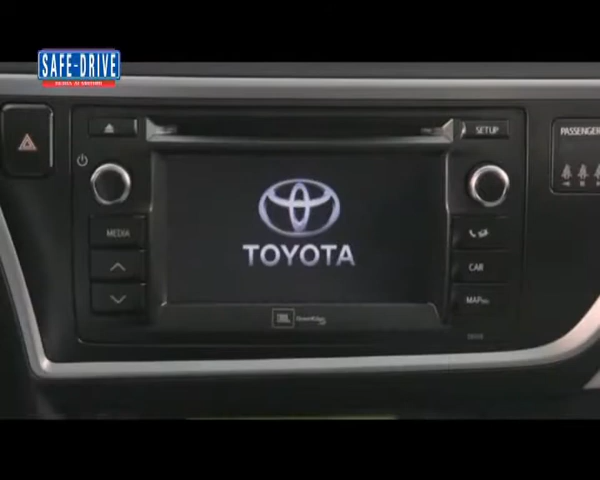 SAFE-DRIVE
SETUP
PASSENGER
MEDIA
TOYOTA
CAR
MAP
JBL